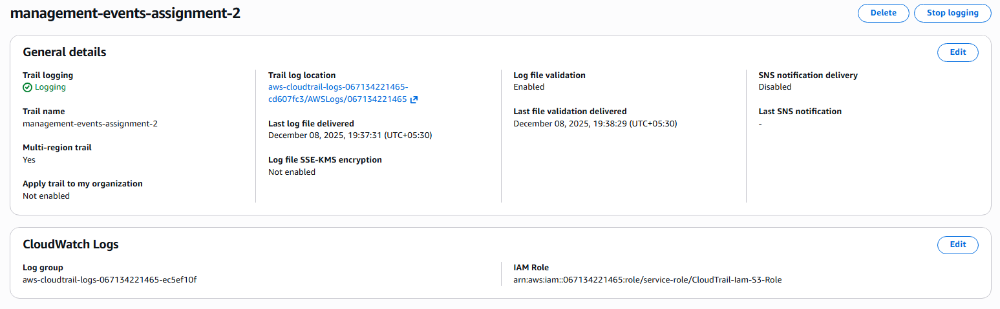 management-events-assignment-2
Delete
Stop logging
General details
Edit
Trail logging
Logging
Trail name
management-events-assignment-2
Multi-region trail
Yes
Apply trail to my organization
Not enabled
Trail log location
aws-cloudtrail-logs-067134221465-
cd607fc3/AWSLogs/067134221465
Last log file delivered
December 08, 2025, 19:37:31 (UTC+05:30)
Log file SSE-KMS encryption
Not enabled
Log file validation
Enabled
Last file validation delivered
December 08, 2025, 19:38:29 (UTC+05:30)
SNS notification delivery
Disabled
Last SNS notification
-
CloudWatch Logs
Edit
Log group
aws-cloudtrail-logs-067134221465-ec5ef10f
IAM Role
arn:aws:iam::067134221465:role/service-role/CloudTrail-Iam-S3-Role